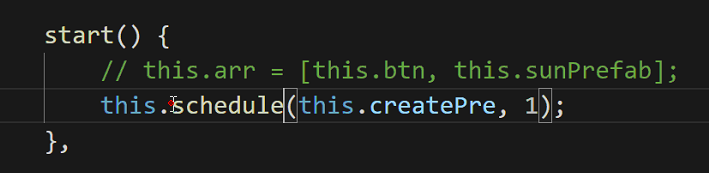 start() {
// this.arr = [this.btn, this.sunPrefab];
this.schedule(this.createPre, 1);
},